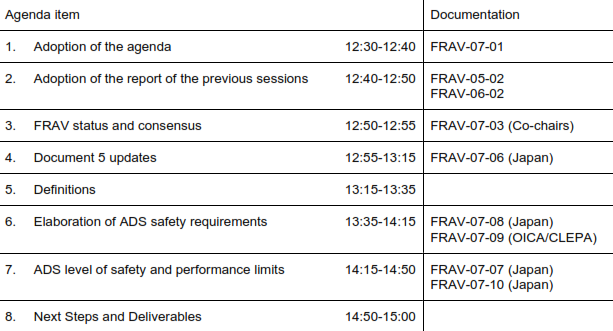 Agenda item Documentation
1. Adoption of the agenda 12:30-12:40 FRAV-07-01
2. Adoption of the report of the previous sessions 12:40-12:50 FRAV-05-02
FRAV-06-02
3. FRAV status and consensus 12:50-12:55 FRAV-07-03 (Co-chairs)
4. Document 5 updates 12:55-13:15 FRAV-07-06 (Japan)
5. Definitions 13:15-13:35
6. Elaboration of ADS safety requirements 13:35-14:15 FRAV-07-08 (Japan)
FRAV-07-09 (OICA/CLEPA)
7. ADS level of safety and performance limits 14:15-14:50 FRAV-07-07 (Japan)
FRAV-07-10 (Japan)
8. Next Steps and Deliverables 14:50-15:00